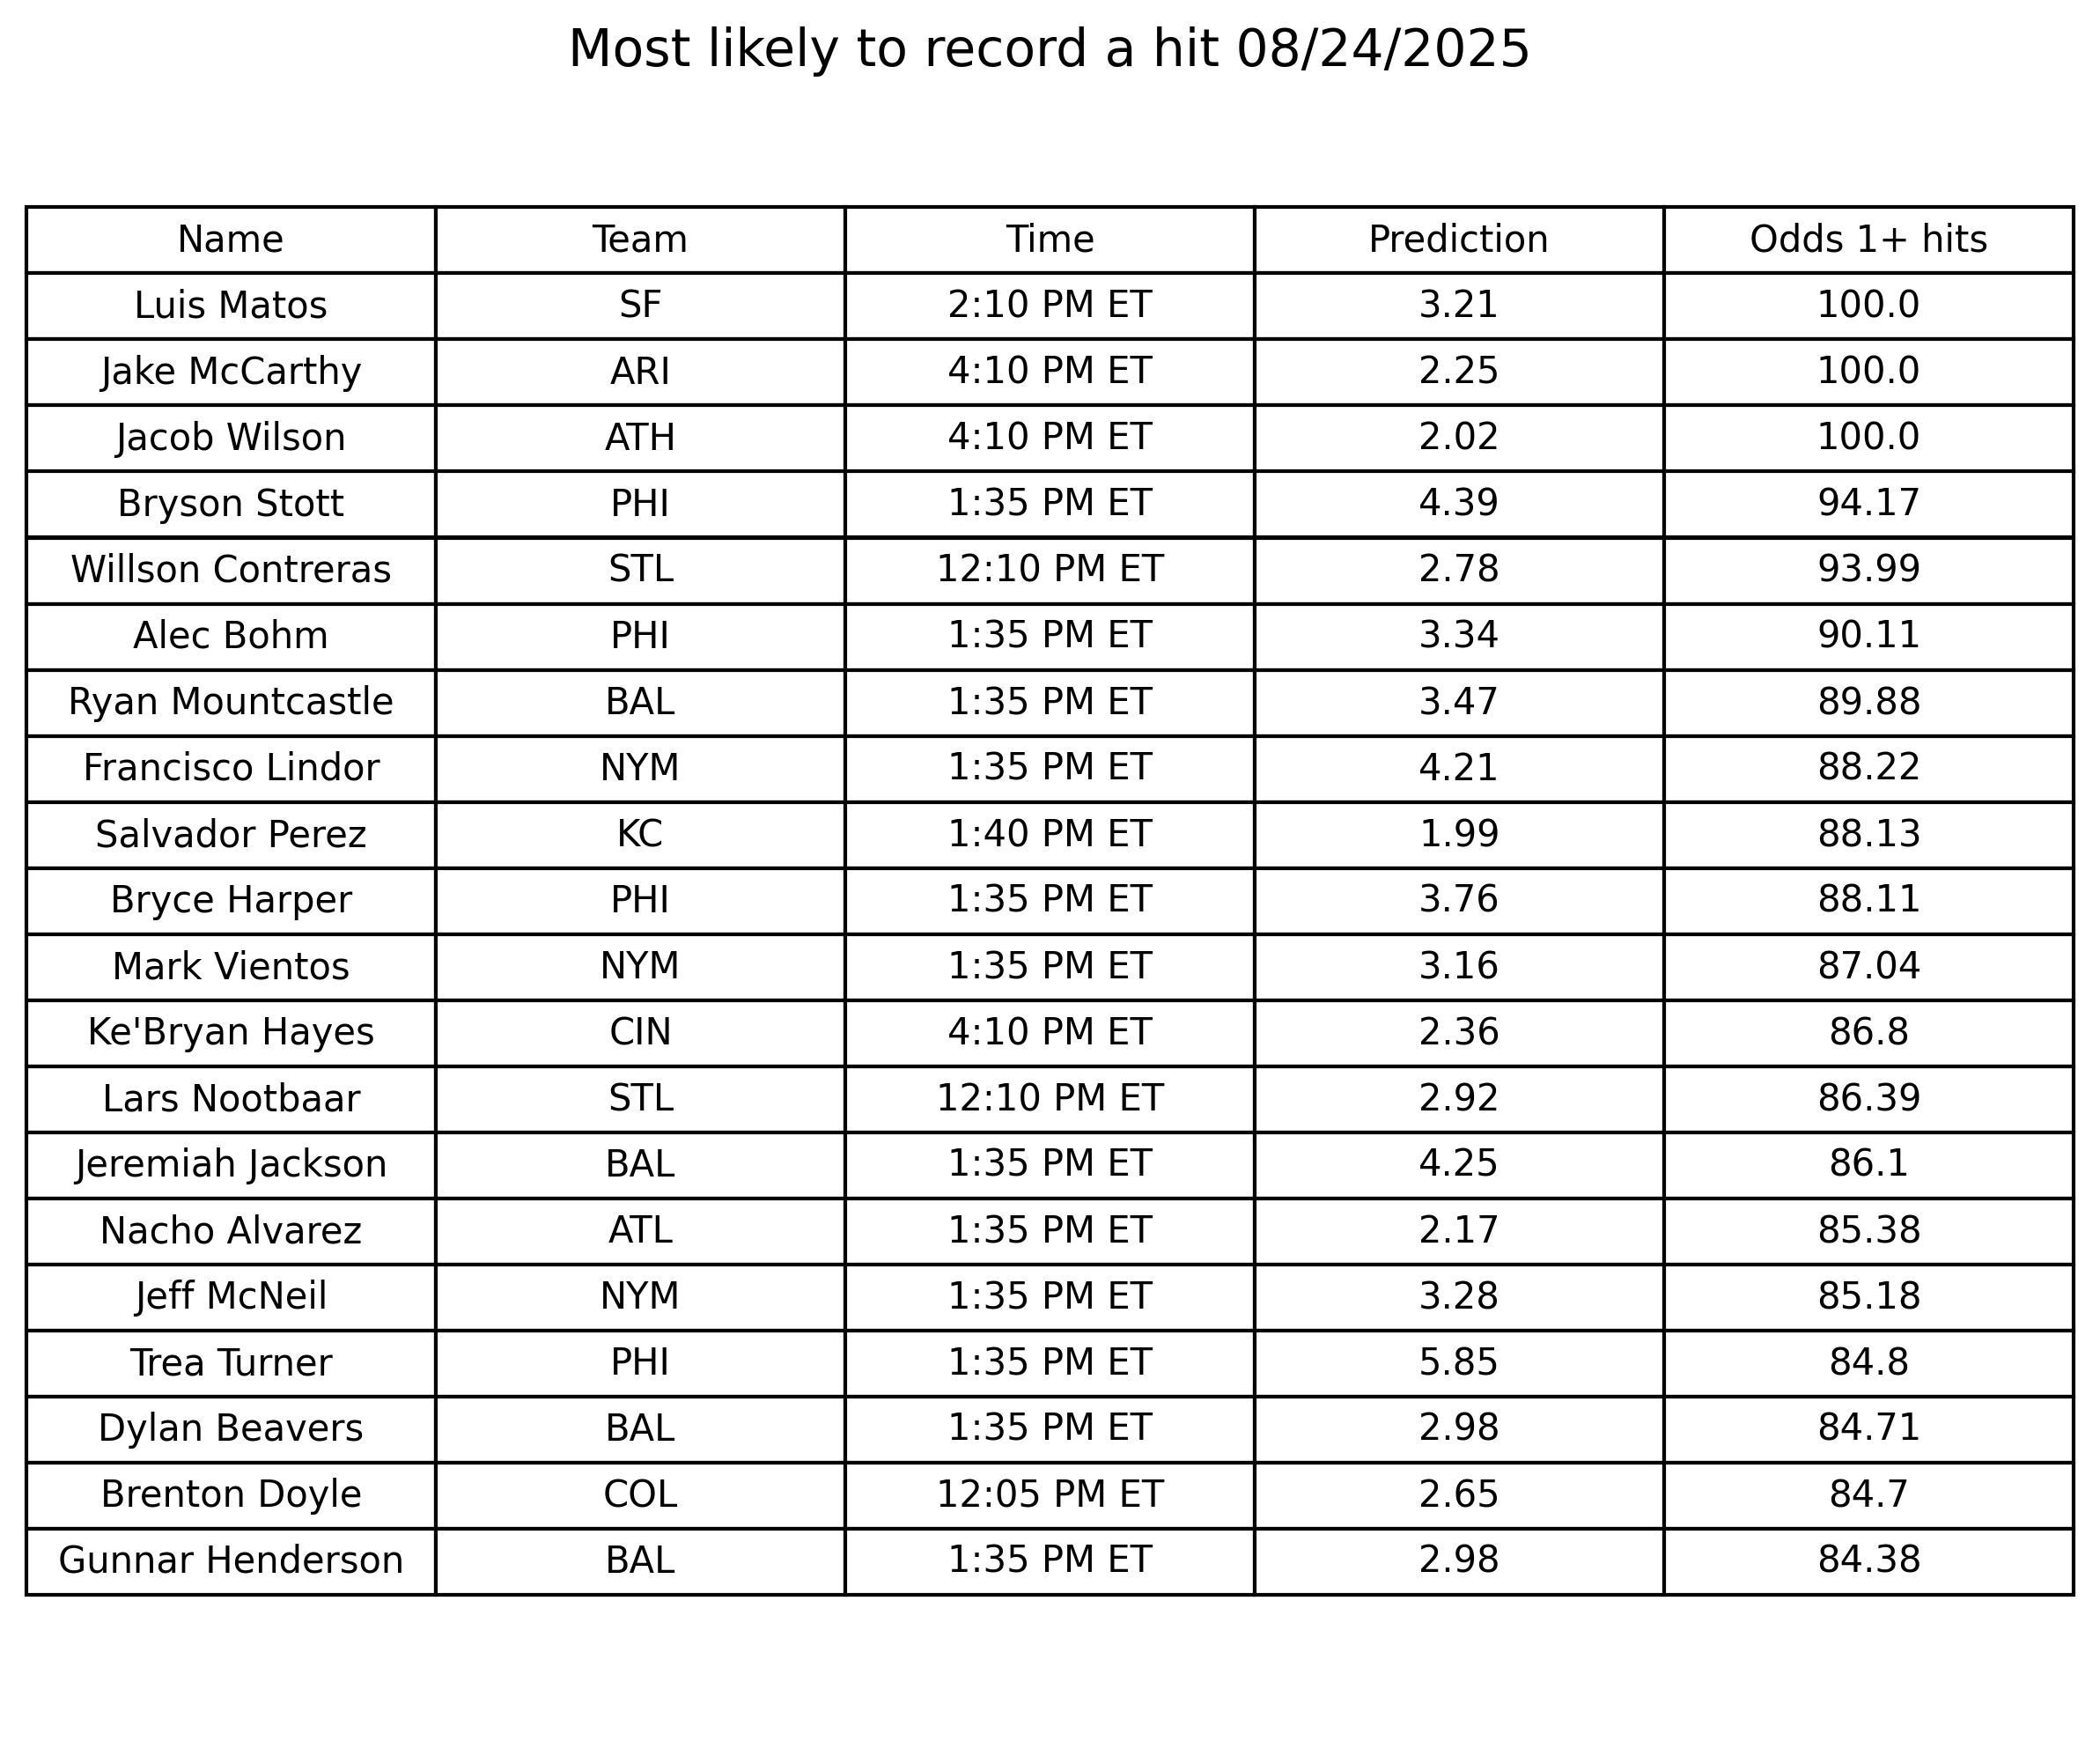 Most likely to record a hit 08/24/2025
Name Team Time Prediction Odds 1+ hits
Luis Matos SF 2:10 PM ET 3.21 100.0
Jake McCarthy ARI 4:10 PM ET 2.25 100.0
Jacob Wilson ATH 4:10 PM ET 2.02 100.0
Bryson Stott PHI 1:35 PM ET 4.39 94.17
Willson Contreras STL 12:10 PM ET 2.78 93.99
Alec Bohm PHI 1:35 PM ET 3.34 90.11
Ryan Mountcastle BAL 1:35 PM ET 3.47 89.88
Francisco Lindor NYM 1:35 PM ET 4.21 88.22
Salvador Perez KC 1:40 PM ET 1.99 88.13
Bryce Harper PHI 1:35 PM ET 3.76 88.11
Mark Vientos NYM 1:35 PM ET 3.16 87.04
Ke'Bryan Hayes CIN 4:10 PM ET 2.36 86.8
Lars Nootbaar STL 12:10 PM ET 2.92 86.39
Jeremiah Jackson BAL 1:35 PM ET 4.25 86.1
Nacho Alvarez ATL 1:35 PM ET 2.17 85.38
Jeff McNeil NYM 1:35 PM ET 3.28 85.18
Trea Turner PHI 1:35 PM ET 5.85 84.8
Dylan Beavers BAL 1:35 PM ET 2.98 84.71
Brenton Doyle COL 12:05 PM ET 2.65 84.7
Gunnar Henderson BAL 1:35 PM ET 2.98 84.38